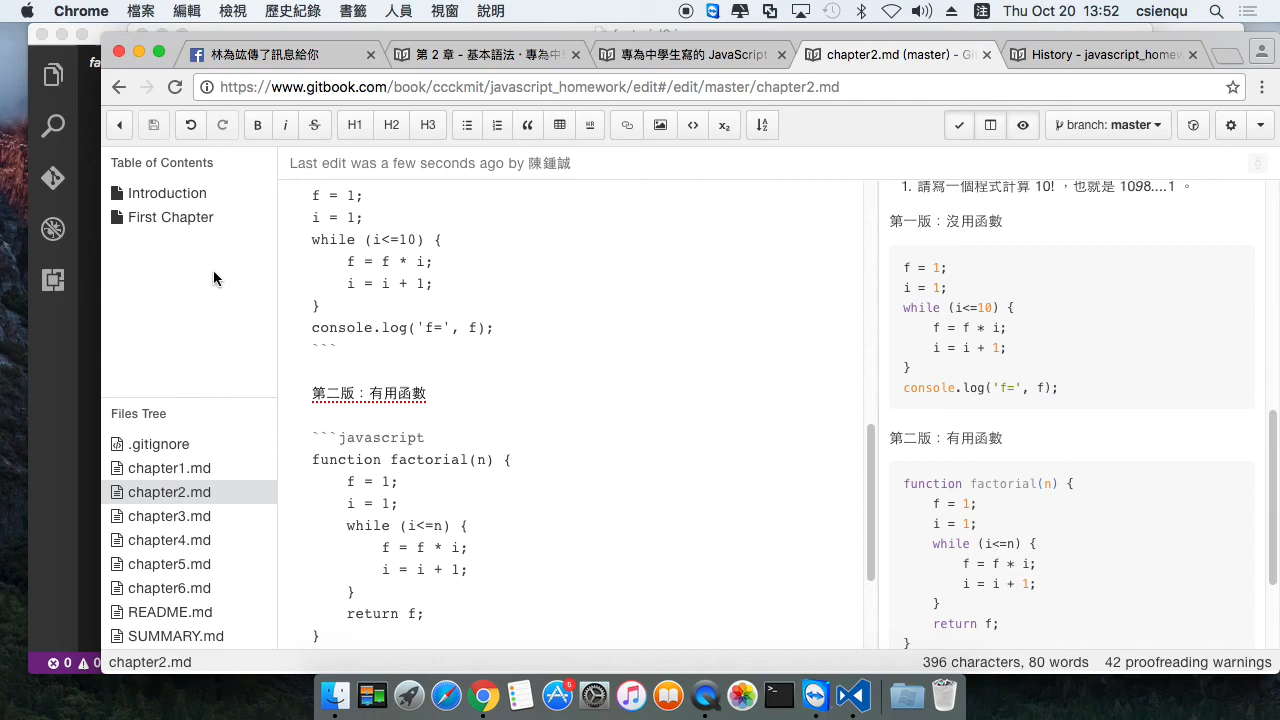 Chrome 檔案 編輯 檢視 歷史紀錄 書籤 人員 視窗 說明 注 Thu Oct 20 13:52 csienqu
林為竑傳了訊息給你
第 2 章 - 基本語法 · 專為中學
專為中學生寫的 JavaScript
chapter2.md (master) - Git
History - javascript_homew
https://www.gitbook.com/book/ccckmit/javascript_homework/edit#/edit/master/chapter2.md
B i S H1 H2 H3
branch: master
Table of Contents
Introduction
First Chapter
Files Tree
.gitignore
chapter1.md
chapter2.md
chapter3.md
chapter4.md
chapter5.md
chapter6.md
README.md
SUMMARY.md
Last edit was a few seconds ago by 陳鍾誠
f = 1;
i = 1;
while (i<=10) {
f = f * i;
i = i + 1;
}
console.log('f=', f);
```
第二版：有用函數
```javascript
function factorial(n) {
f = 1;
i = 1;
while (i<=n) {
f = f * i;
i = i + 1;
}
return f;
}
1. 請寫一個程式計算 10! ，也就是 1098....1 。
第一版：沒用函數
f = 1;
i = 1;
while (i<=10) {
f = f * i;
i = i + 1;
}
console.log('f=', f);
第二版：有用函數
function factorial(n) {
f = 1;
i = 1;
while (i<=n) {
f = f * i;
i = i + 1;
}
return f;
}
0 0
chapter2.md
396 characters, 80 words 42 proofreading warnings
6